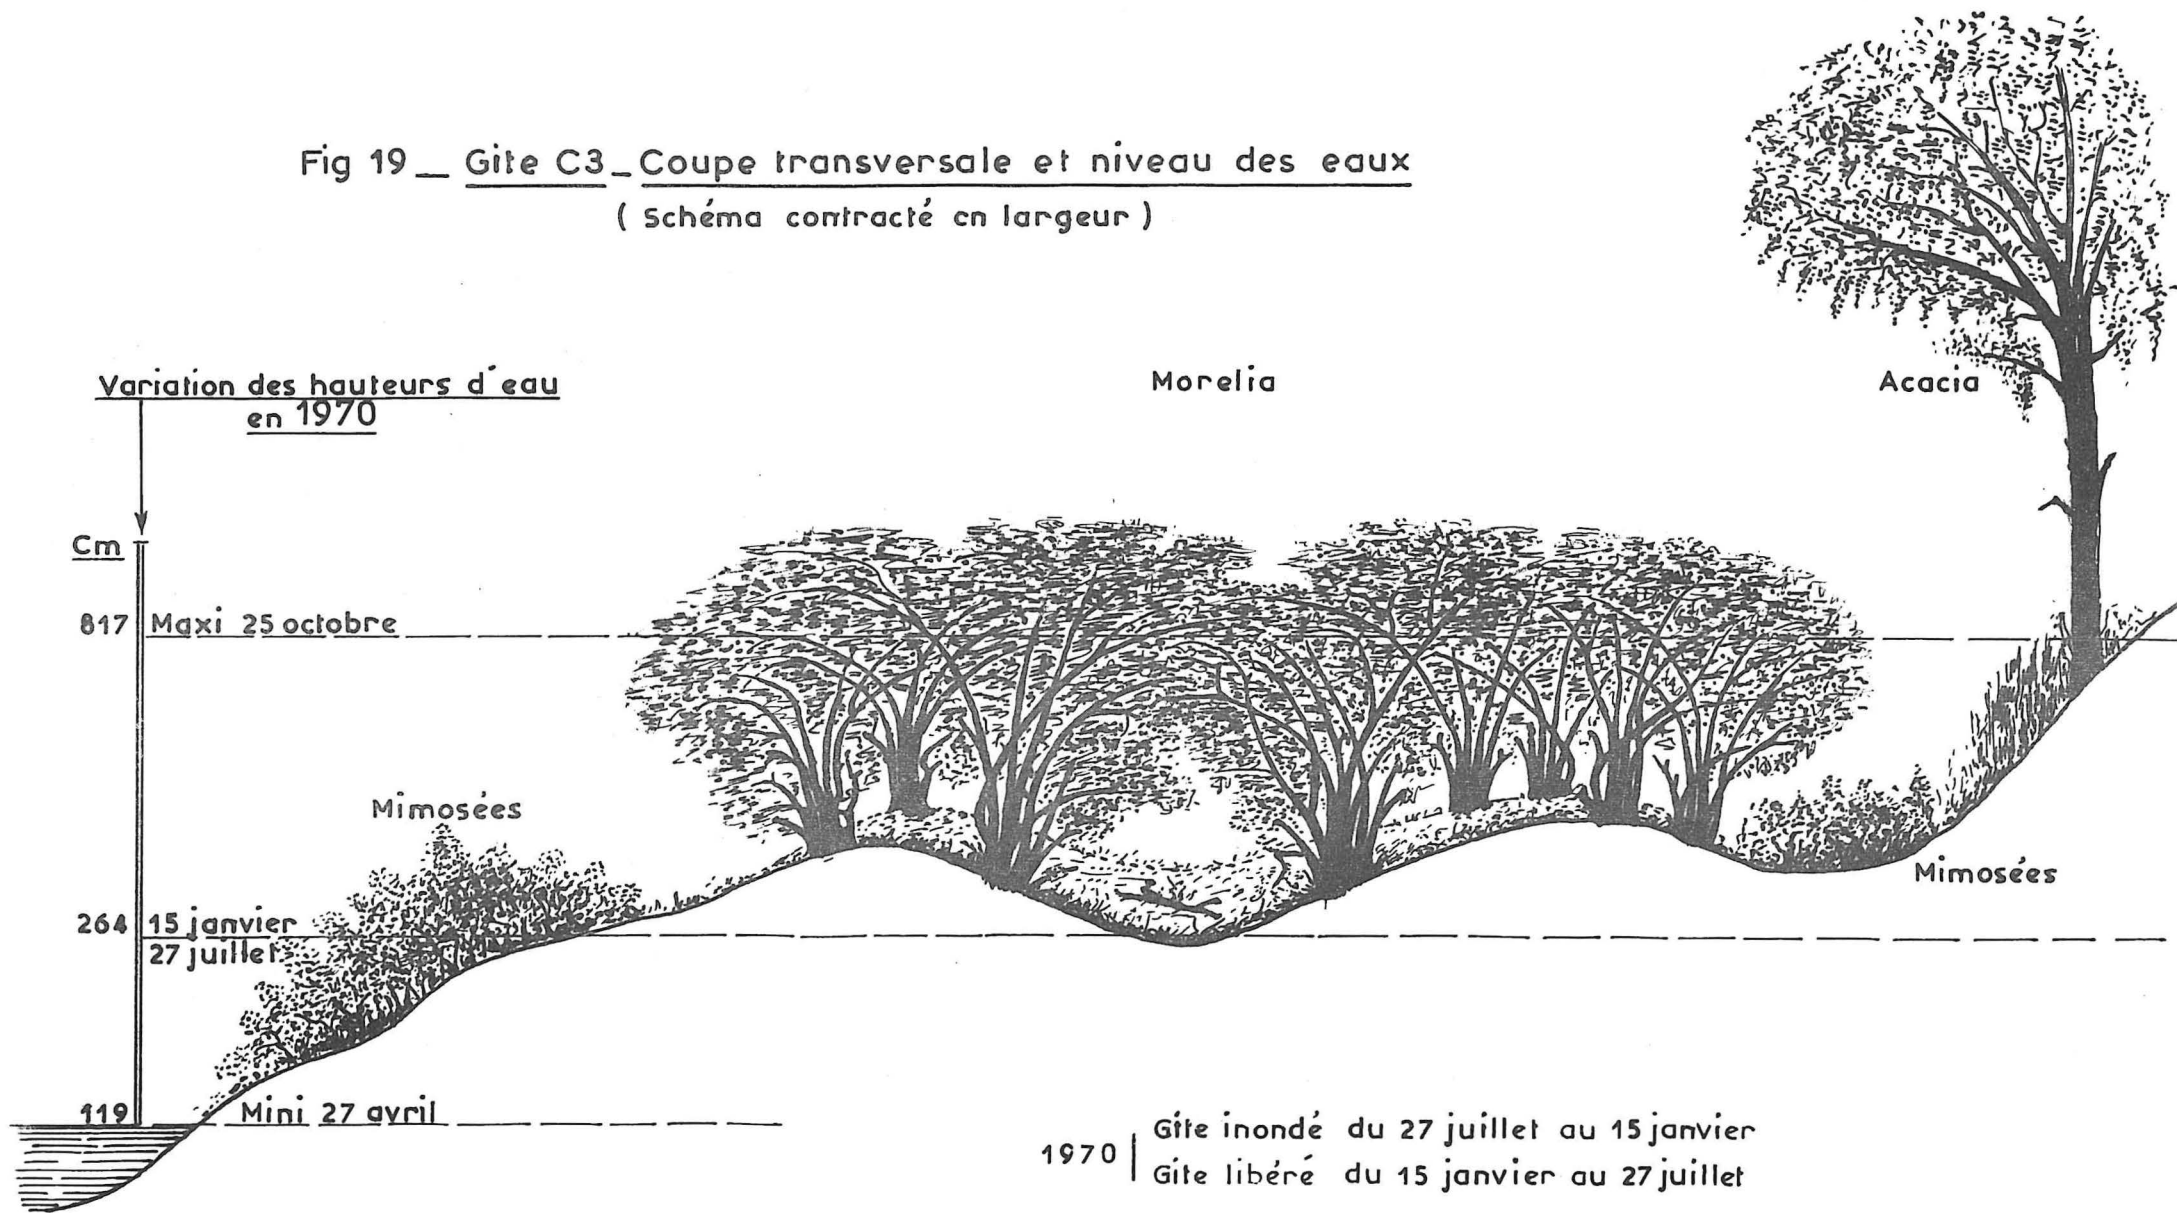 Fig 19 _ Gite C3 _ Coupe transversale et niveau des eaux
( Schéma contracté en largeur )
Variation des hauteurs d'eau
en 1970
Morelia
Acacia
Cm
817 Maxi 25 octobre
Mimosées
Mimosées
264 15 janvier
27 juillet
119 Mini 27 avril
1970
Gîte inondé du 27 juillet au 15 janvier
Gite libéré du 15 janvier au 27 juillet